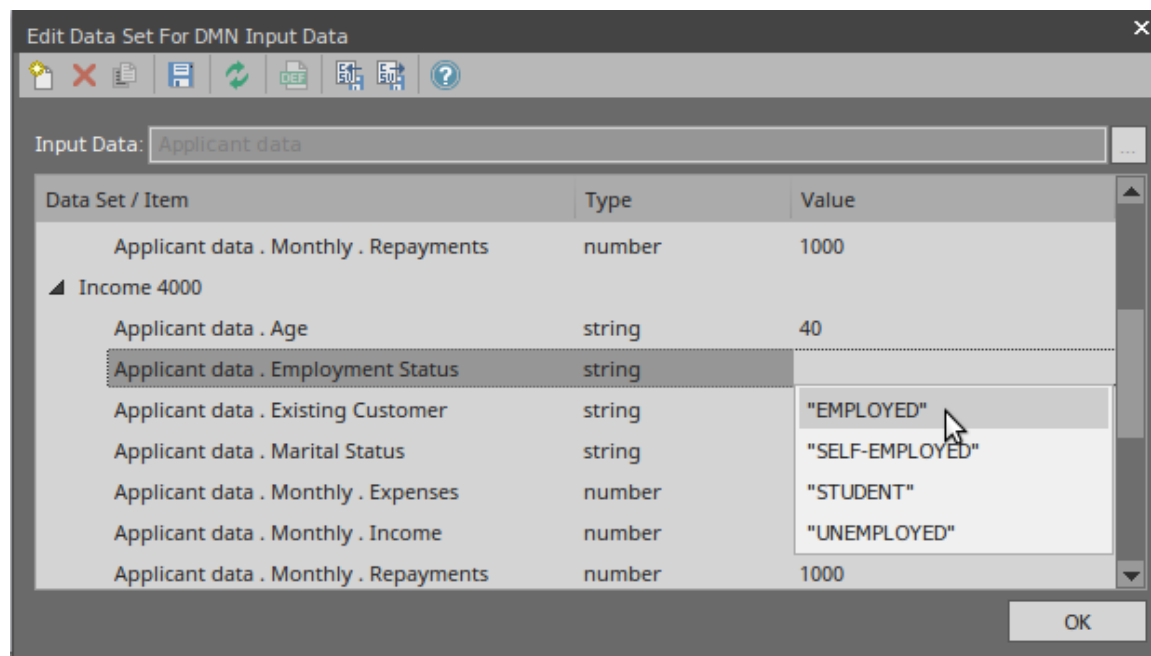 Edit Data Set For DMN Input Data
DEF
Input Data: Applicant data ...
Data Set / Item Type Value
Applicant data . Monthly . Repayments number 1000
Income 4000
Applicant data . Age string 40
Applicant data . Employment Status string
Applicant data . Existing Customer string "EMPLOYED"
Applicant data . Marital Status string "SELF-EMPLOYED"
Applicant data . Monthly . Expenses number "STUDENT"
Applicant data . Monthly . Income number "UNEMPLOYED"
Applicant data . Monthly . Repayments number 1000
OK